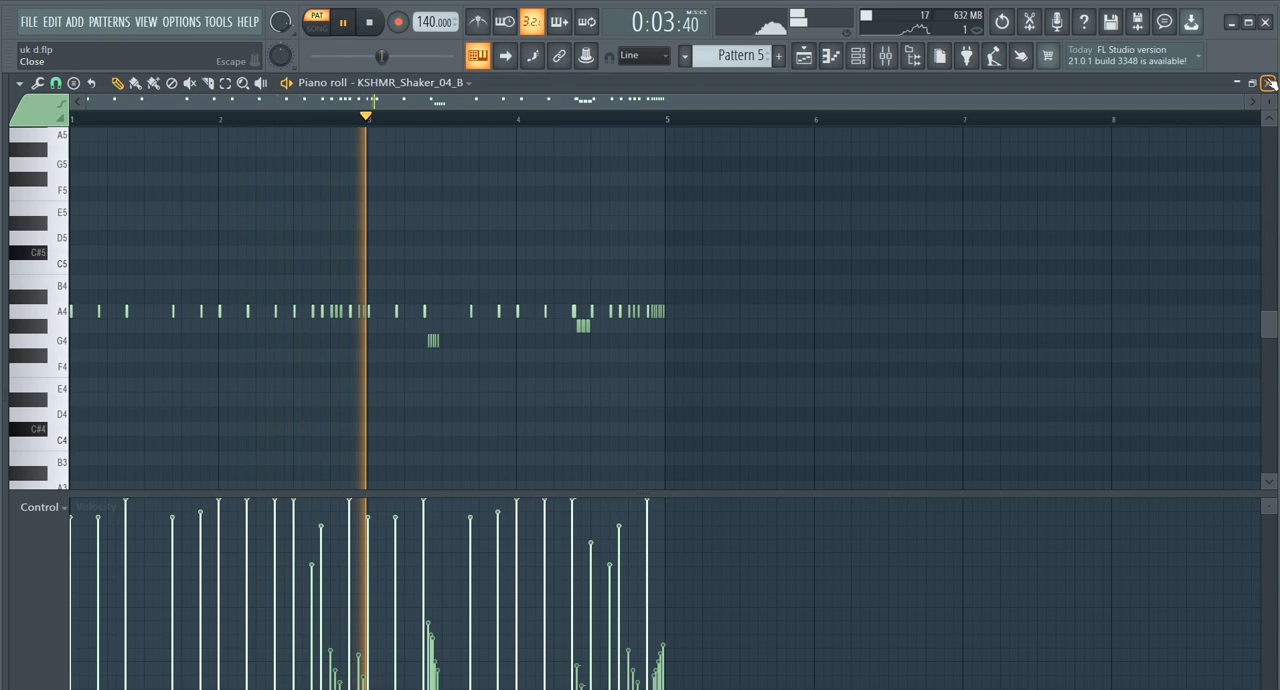 FILE EDIT ADD PATTERNS VIEW OPTIONS TOOLS HELP
PAT
140.000
3.2.
0:03:40
M:S:CS
17
632 MB
1
uk d.flp
Close
Escape
Line
Pattern 5
Today FL Studio version
21.0.1 build 3348 is available!
Piano roll - KSHMR_Shaker_04_B
1 2 3 4 5 6 7 8
A5
G5
F5
E5
D5
C#5
C5
B4
A4
G4
F4
E4
D4
C#4
C4
B3
A3
Control
Velocity